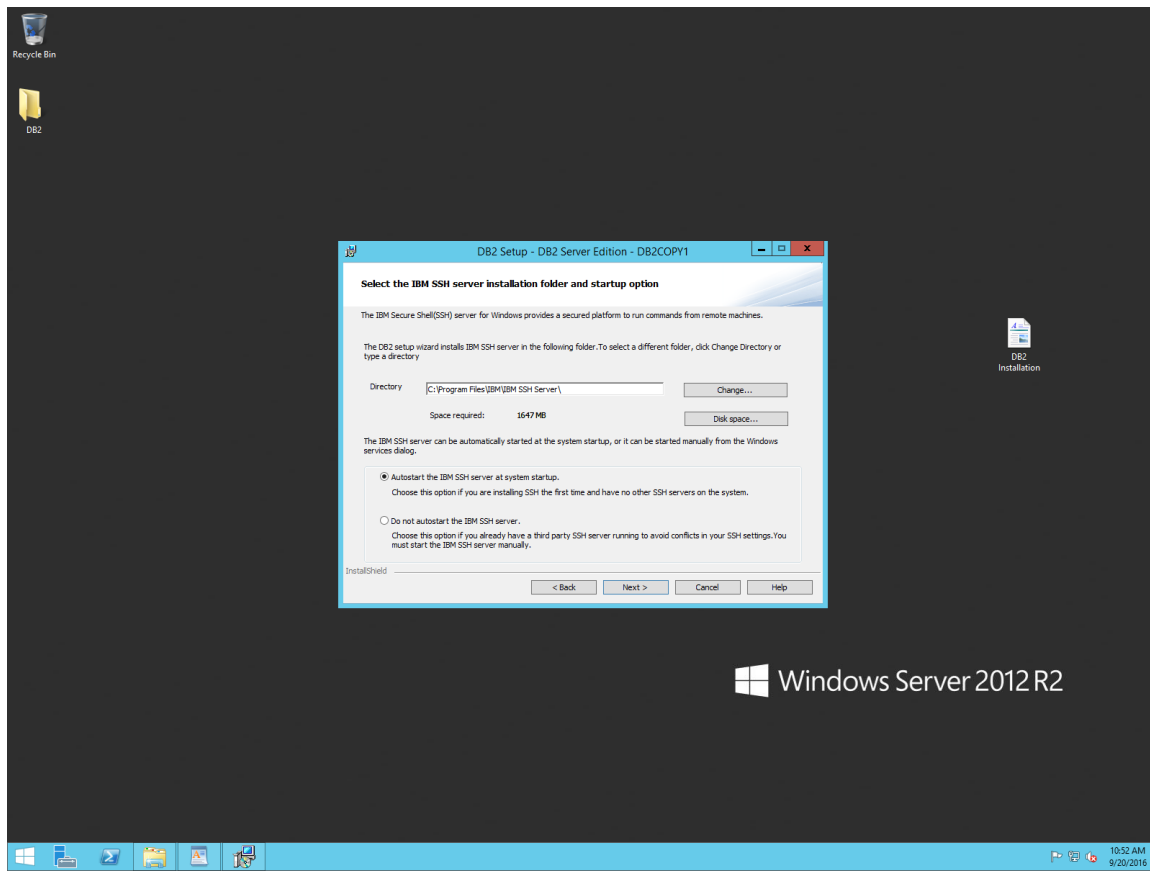 Recycle Bin
DB2
DB2 Setup - DB2 Server Edition - DB2COPY1
Select the IBM SSH server installation folder and startup option
The IBM Secure Shell(SSH) server for Windows provides a secured platform to run commands from remote machines.
The DB2 setup wizard installs IBM SSH server in the following folder.To select a different folder, click Change Directory or
type a directory
Directory
C:\Program Files\IBM\IBM SSH Server\
Change...
Space required: 1647 MB
Disk space...
The IBM SSH server can be automatically started at the system startup, or it can be started manually from the Windows
services dialog.
Autostart the IBM SSH server at system startup.
Choose this option if you are installing SSH the first time and have no other SSH servers on the system.
Do not autostart the IBM SSH server.
Choose this option if you already have a third party SSH server running to avoid conflicts in your SSH settings.You
must start the IBM SSH server manually.
InstallShield
< Back
Next >
Cancel
Help
DB2
Installation
Windows Server 2012 R2
10:52 AM
9/20/2016